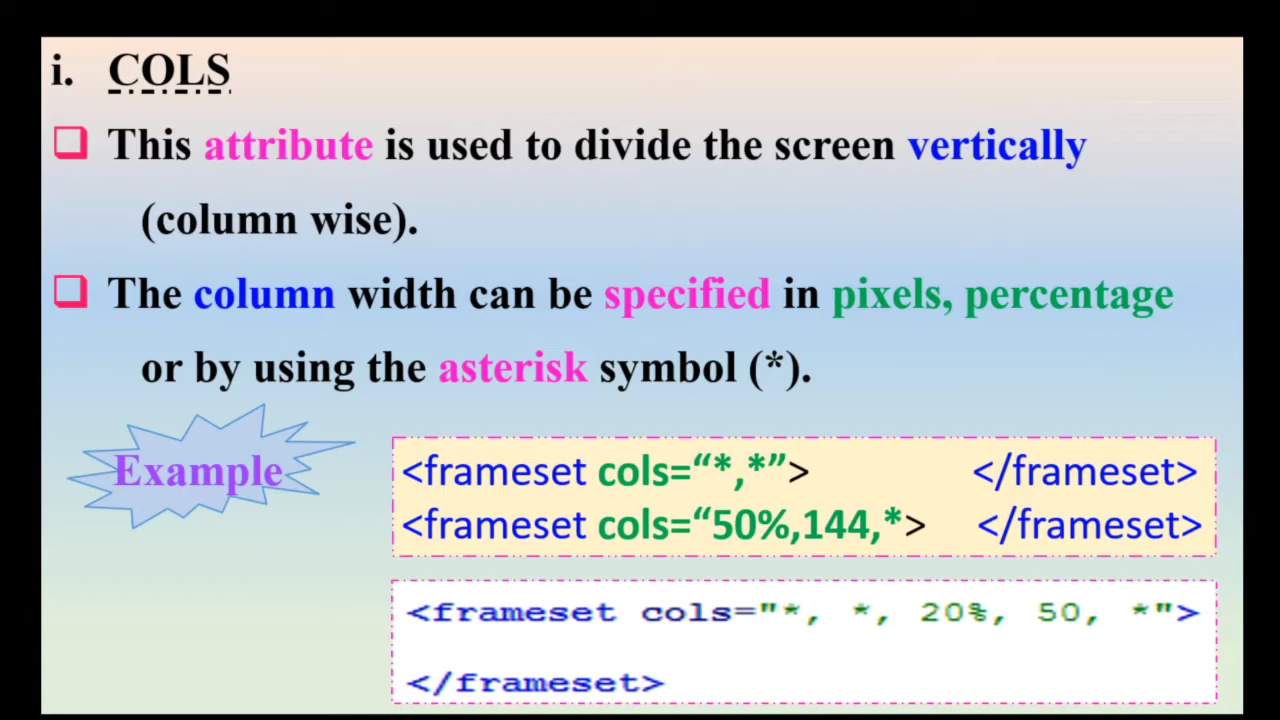 i. COLS
❑ This attribute is used to divide the screen vertically
(column wise).
❑ The column width can be specified in pixels, percentage
or by using the asterisk symbol (*).
Example
<frameset cols=“*,*”> </frameset>
<frameset cols=“50%,144,*> </frameset>
<frameset cols="*, *, 20%, 50, *">
</frameset>